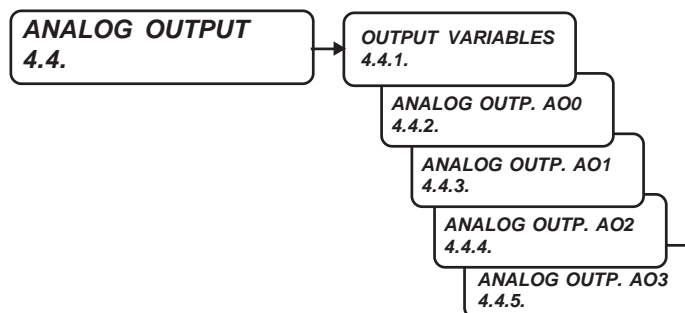 ANALOG OUTPUT
4.4.
OUTPUT VARIABLES
4.4.1.
ANALOG OUTP. AO0
4.4.2.
ANALOG OUTP. AO1
4.4.3.
ANALOG OUTP. AO2
4.4.4.
ANALOG OUTP. AO3
4.4.5.